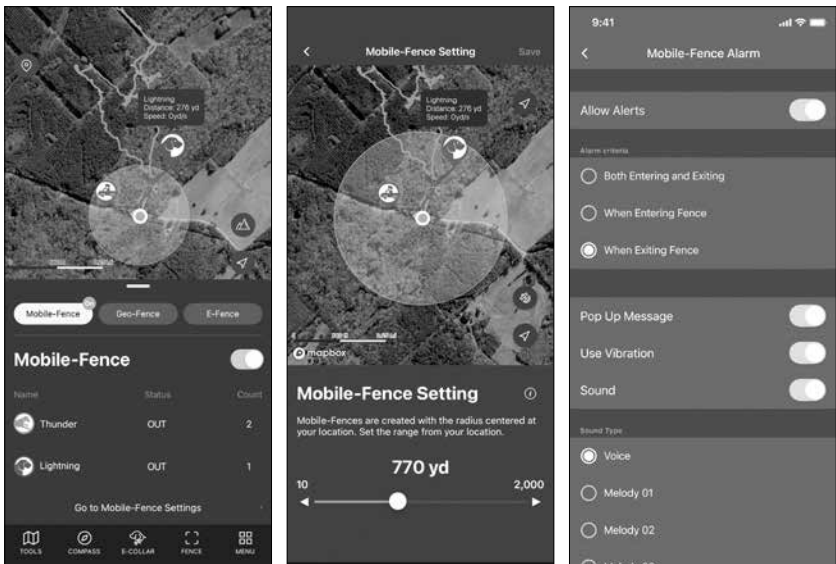 Lightning
Distance: 276 yd
Speed: 0yd/s
Mobile-Fence
On
Geo-Fence
E-Fence
Mobile-Fence
Name
Status
Count
Thunder
OUT
2
Lightning
OUT
1
Go to Mobile-Fence Settings
TOOLS
COMPASS
E-COLLAR
FENCE
MENU
Mobile-Fence Setting
Save
Lightning
Distance: 276 yd
Speed: 0yd/s
mapbox
Mobile-Fence Setting
Mobile-Fences are created with the radius centered at
your location. Set the range from your location.
770 yd
10
2,000
9:41
Mobile-Fence Alarm
Allow Alerts
Alarm criteria
Both Entering and Exiting
When Entering Fence
When Exiting Fence
Pop Up Message
Use Vibration
Sound
Sound Type
Voice
Melody 01
Melody 02